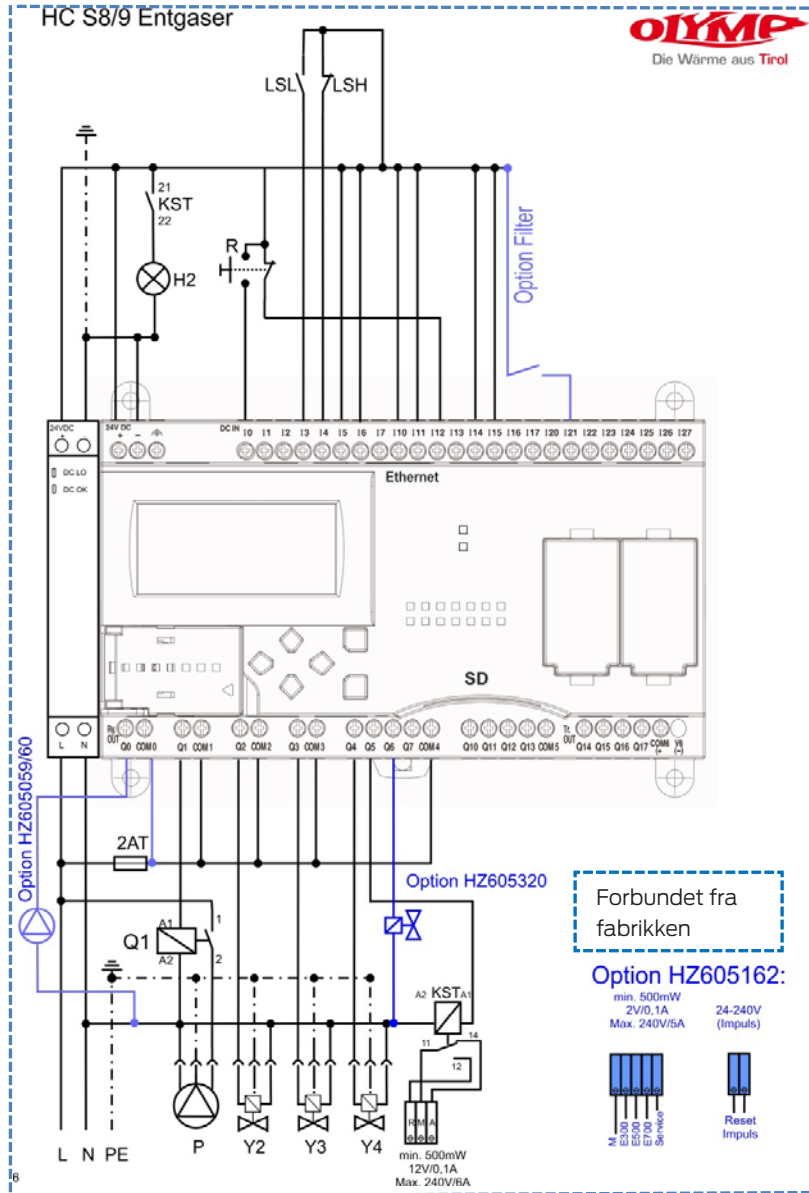 HC S8/9 Entgaser
OLYMP
Die Wärme aus Tirol
LSL LSH
21
KST
22
H2
R
Option Filter
24VDC
+ -
24V DC
+ -
DC IN I0 I1 I2 I3 I4 I5 I6 I7 I10 I11 I12 I13 I14 I15 I16 I17 I20 I21 I22 I23 I24 I25 I26 I27
DC LO
DC OK
Ethernet
SD
L N
Ry. OUT
Q0 COM0 Q1 COM1 Q2 COM2 Q3 COM3 Q4 Q5 Q6 Q7 COM4 Q10 Q11 Q12 Q13 COM5
Tr. OUT
Q14 Q15 Q16 Q17 COM6 (+)
(-)
Option HZ605059/60
2AT
Option HZ605320
Forbundet fra
fabrikken
Q1
A1
A2
1
2
A2 KST A1
11
14
12
R M A
min. 500mW
12V/0,1A
Max. 240V/6A
Option HZ605162:
min. 500mW
2V/0,1A
Max. 240V/5A
24-240V
(Impuls)
M
E300
E500
E700
Service
Reset
Impuls
L N PE
P
Y2
Y3
Y4
6